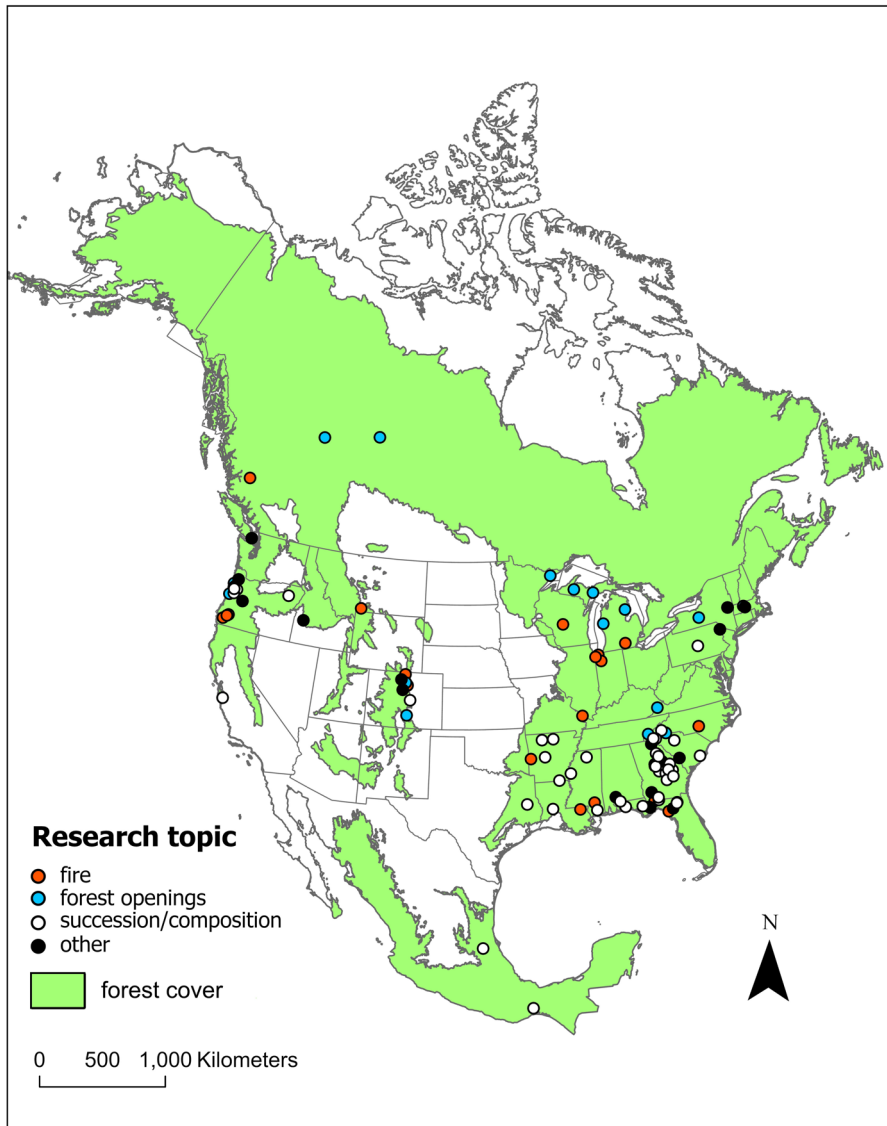 N
Research topic
fire
forest openings
succession/composition
other
forest cover
0 500 1,000 Kilometers